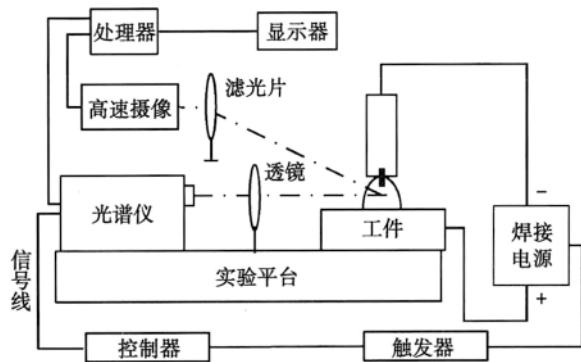 处理器
显示器
滤光片
高速摄像
透镜
光谱仪
工件
−
焊接
电源
+
实验平台
信号线
控制器
触发器